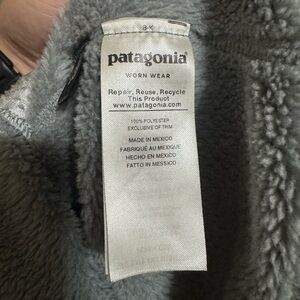 patagonia®
WORN WEAR
Repair, Reuse, Recycle
This Product
www.patagonia.com
100% POLYESTER
EXCLUSIVE OF TRIM
MADE IN MEXICO
FABRIQUÉ AU MEXIQUE
HECHO EN MÉXICO
FATTO IN MESSICO